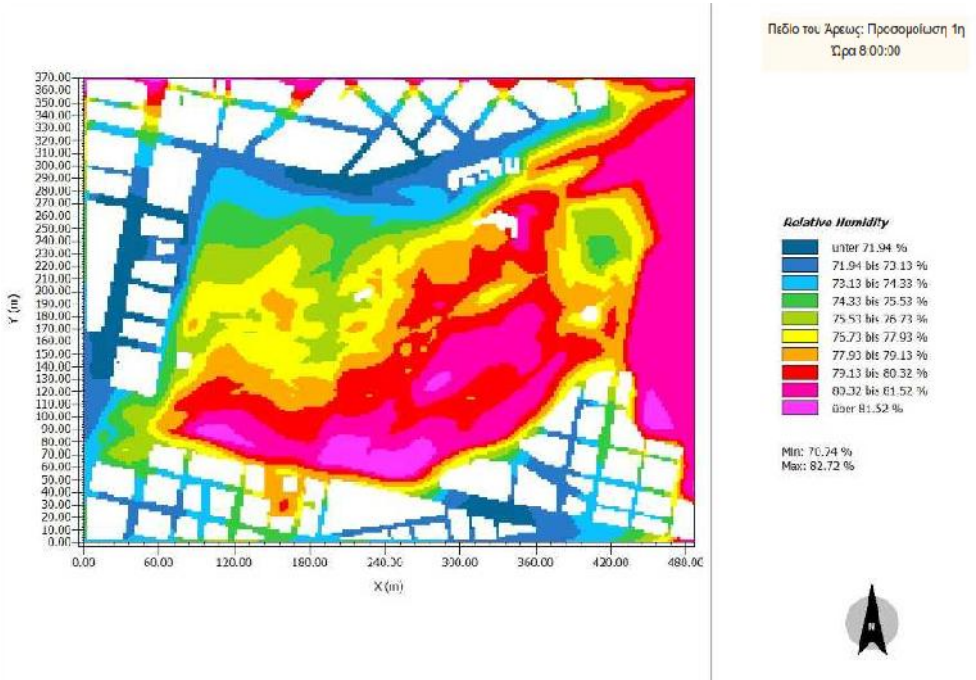 Πεδίο του Άρεως: Προσομοίωση 1η
Ώρα 8:00:00
370.00
360.00
350.00
340.00
330.00
320.00
310.00
300.00
290.00
280.00
270.00
260.00
250.00
240.00
230.00
220.00
210.00
200.00
190.00
180.00
170.00
160.00
150.00
140.00
130.00
120.00
110.00
100.00
90.00
80.00
70.00
60.00
50.00
40.00
30.00
20.00
10.00
0.00
Y (m)
0.00 60.00 120.00 180.00 240.00 300.00 360.00 420.00 480.00
X (m)
Relative Humidity
unter 71.94 %
71.94 bis 73.13 %
73.13 bis 74.33 %
74.33 bis 75.53 %
75.53 bis 76.73 %
76.73 bis 77.93 %
77.93 bis 79.13 %
79.13 bis 80.32 %
80.32 bis 81.52 %
über 81.52 %
Min: 70.74 %
Max: 82.72 %
N